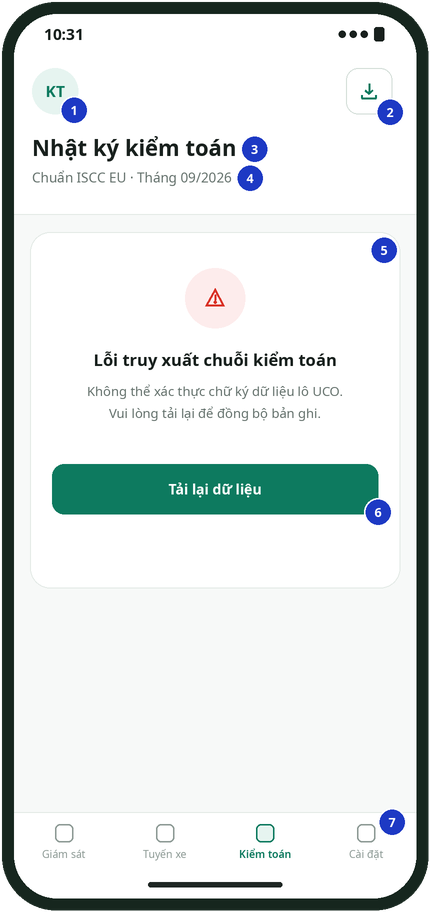 10:31
KT
1
2
Nhật ký kiểm toán 3
Chuẩn ISCC EU · Tháng 09/2026 4
5
Lỗi truy xuất chuỗi kiểm toán
Không thể xác thực chữ ký dữ liệu lô UCO.
Vui lòng tải lại để đồng bộ bản ghi.
Tải lại dữ liệu
6
7
Giám sát
Tuyến xe
Kiểm toán
Cài đặt